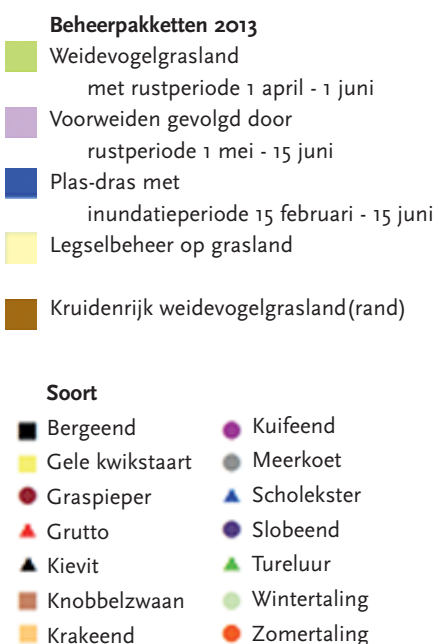 Beheerpakketten 2013
Weidevogelgrasland
met rustperiode 1 april - 1 juni
Voorweiden gevolgd door
rustperiode 1 mei - 15 juni
Plas-dras met
inundatieperiode 15 februari - 15 juni
Legselbeheer op grasland
Kruidenrijk weidevogelgrasland(rand)
Soort
Bergeend
Gele kwikstaart
Graspieper
Grutto
Kievit
Knobbelzwaan
Krakeend
Kuifeend
Meerkoet
Scholekster
Slobeend
Tureluur
Wintertaling
Zomertaling